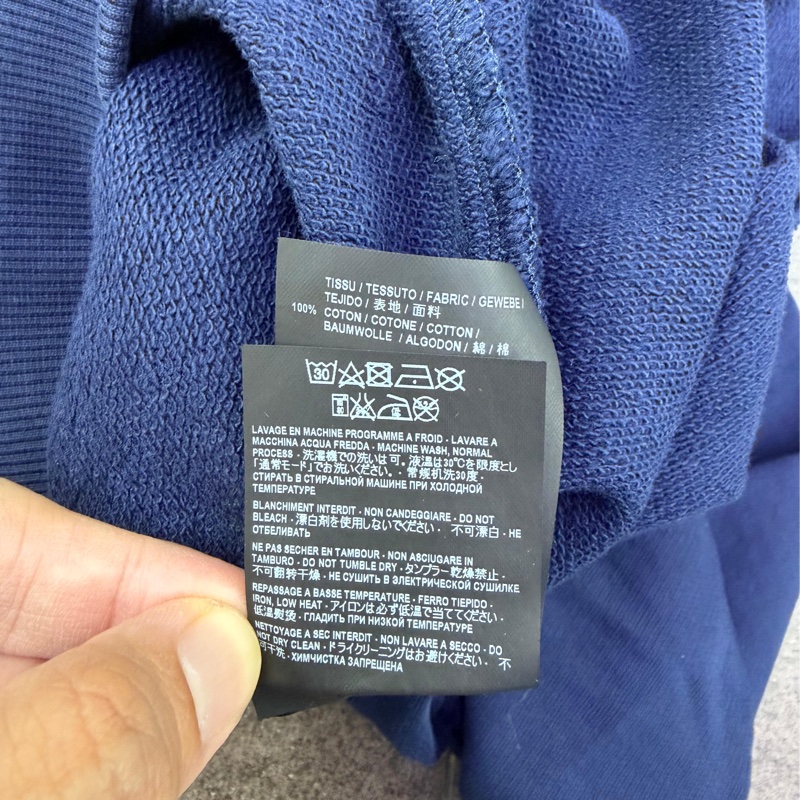 TISSU / TESSUTO / FABRIC / GEWEBE /
TEJIDO / 表地 / 面料
100% COTON / COTONE / COTTON /
BAUMWOLLE / ALGODON / 綿 / 棉
30
LAVAGE EN MACHINE PROGRAMME A FROID - LAVARE A
MACCHINA ACQUA FREDDA - MACHINE WASH, NORMAL
PROCESS - 洗濯機での洗いは可。液温は30℃を限度とし
「通常モード」でお洗いください。- 常规机洗30度 -
СТИРАТЬ В СТИРАЛЬНОЙ МАШИНЕ ПРИ ХОЛОДНОЙ
ТЕМПЕРАТУРЕ
BLANCHIMENT INTERDIT - NON CANDEGGIARE - DO NOT
BLEACH - 漂白剤を使用しないでください - 不可漂白 - НЕ
ОТБЕЛИВАТЬ
NE PAS SECHER EN TAMBOUR - NON ASCIUGARE IN
TAMBURO - DO NOT TUMBLE DRY - タンブラー乾燥禁止 -
不可翻转干燥 - НЕ СУШИТЬ В ЭЛЕКТРИЧЕСКОЙ СУШИЛКЕ
REPASSAGE A BASSE TEMPERATURE - FERRO TIEPIDO -
IRON, LOW HEAT - アイロンは必ず低温で当ててください -
低温熨烫 - ГЛАДИТЬ ПРИ НИЗКОЙ ТЕМПЕРАТУРЕ
NETTOYAGE A SEC INTERDIT - NON LAVARE A SECCO - DO
NOT DRY CLEAN - ドライクリーニングはお避けください - 不
可干洗 - ХИМЧИСТКА ЗАПРЕЩЕНА